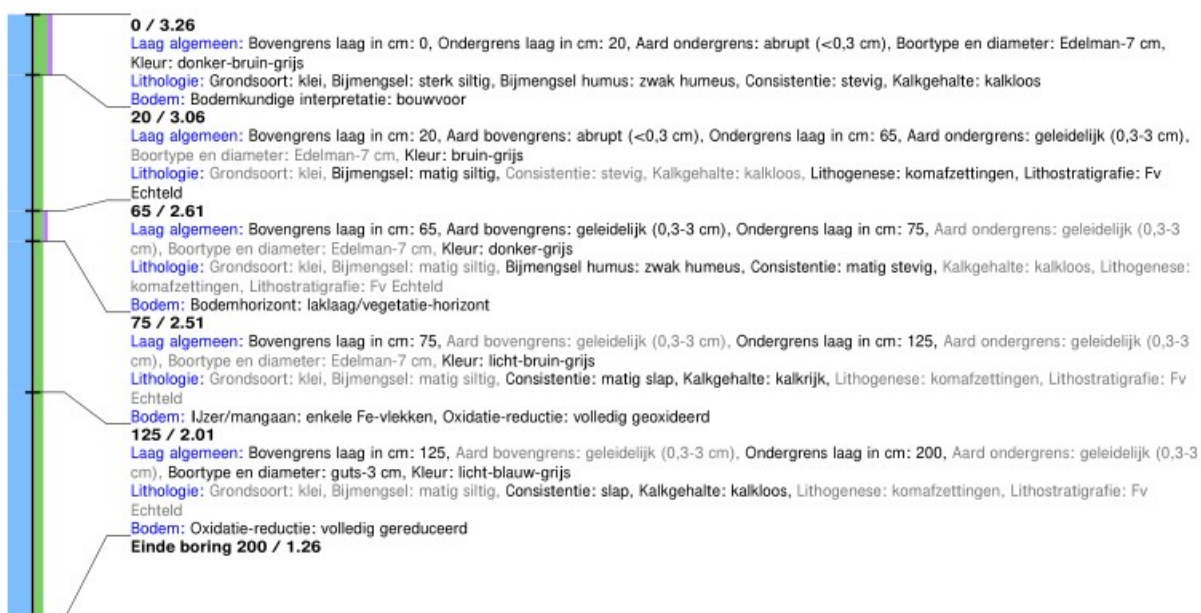 0 / 3.26
Laag algemeen: Bovengrens laag in cm: 0, Ondergrens laag in cm: 20, Aard ondergrens: abrupt (<0,3 cm), Boortype en diameter: Edelman-7 cm,
Kleur: donker-bruin-grijs
Lithologie: Grondsoort: klei, Bijmengsel: sterk siltig, Bijmengsel humus: zwak humeus, Consistentie: stevig, Kalkgehalte: kalkloos
Bodem: Bodemkundige interpretatie: bouwvoor
20 / 3.06
Laag algemeen: Bovengrens laag in cm: 20, Aard bovengrens: abrupt (<0,3 cm), Ondergrens laag in cm: 65, Aard ondergrens: geleidelijk (0,3-3 cm),
Boortype en diameter: Edelman-7 cm, Kleur: bruin-grijs
Lithologie: Grondsoort: klei, Bijmengsel: matig siltig, Consistentie: stevig, Kalkgehalte: kalkloos, Lithogenese: komafzettingen, Lithostratigrafie: Fv
Echteld
65 / 2.61
Laag algemeen: Bovengrens laag in cm: 65, Aard bovengrens: geleidelijk (0,3-3 cm), Ondergrens laag in cm: 75, Aard ondergrens: geleidelijk (0,3-3
cm), Boortype en diameter: Edelman-7 cm, Kleur: donker-grijs
Lithologie: Grondsoort: klei, Bijmengsel: matig siltig, Bijmengsel humus: zwak humeus, Consistentie: matig stevig, Kalkgehalte: kalkloos, Lithogenese:
komafzettingen, Lithostratigrafie: Fv Echteld
Bodem: Bodemhorizont: laklaag/vegetatie-horizont
75 / 2.51
Laag algemeen: Bovengrens laag in cm: 75, Aard bovengrens: geleidelijk (0,3-3 cm), Ondergrens laag in cm: 125, Aard ondergrens: geleidelijk (0,3-3
cm), Boortype en diameter: Edelman-7 cm, Kleur: licht-bruin-grijs
Lithologie: Grondsoort: klei, Bijmengsel: matig siltig, Consistentie: matig slap, Kalkgehalte: kalkrijk, Lithogenese: komafzettingen, Lithostratigrafie: Fv
Echteld
Bodem: IJzer/mangaan: enkele Fe-vlekken, Oxidatie-reductie: volledig geoxideerd
125 / 2.01
Laag algemeen: Bovengrens laag in cm: 125, Aard bovengrens: geleidelijk (0,3-3 cm), Ondergrens laag in cm: 200, Aard ondergrens: geleidelijk (0,3-3
cm), Boortype en diameter: guts-3 cm, Kleur: licht-blauw-grijs
Lithologie: Grondsoort: klei, Bijmengsel: matig siltig, Consistentie: slap, Kalkgehalte: kalkloos, Lithogenese: komafzettingen, Lithostratigrafie: Fv
Echteld
Bodem: Oxidatie-reductie: volledig gereduceerd
Einde boring 200 / 1.26